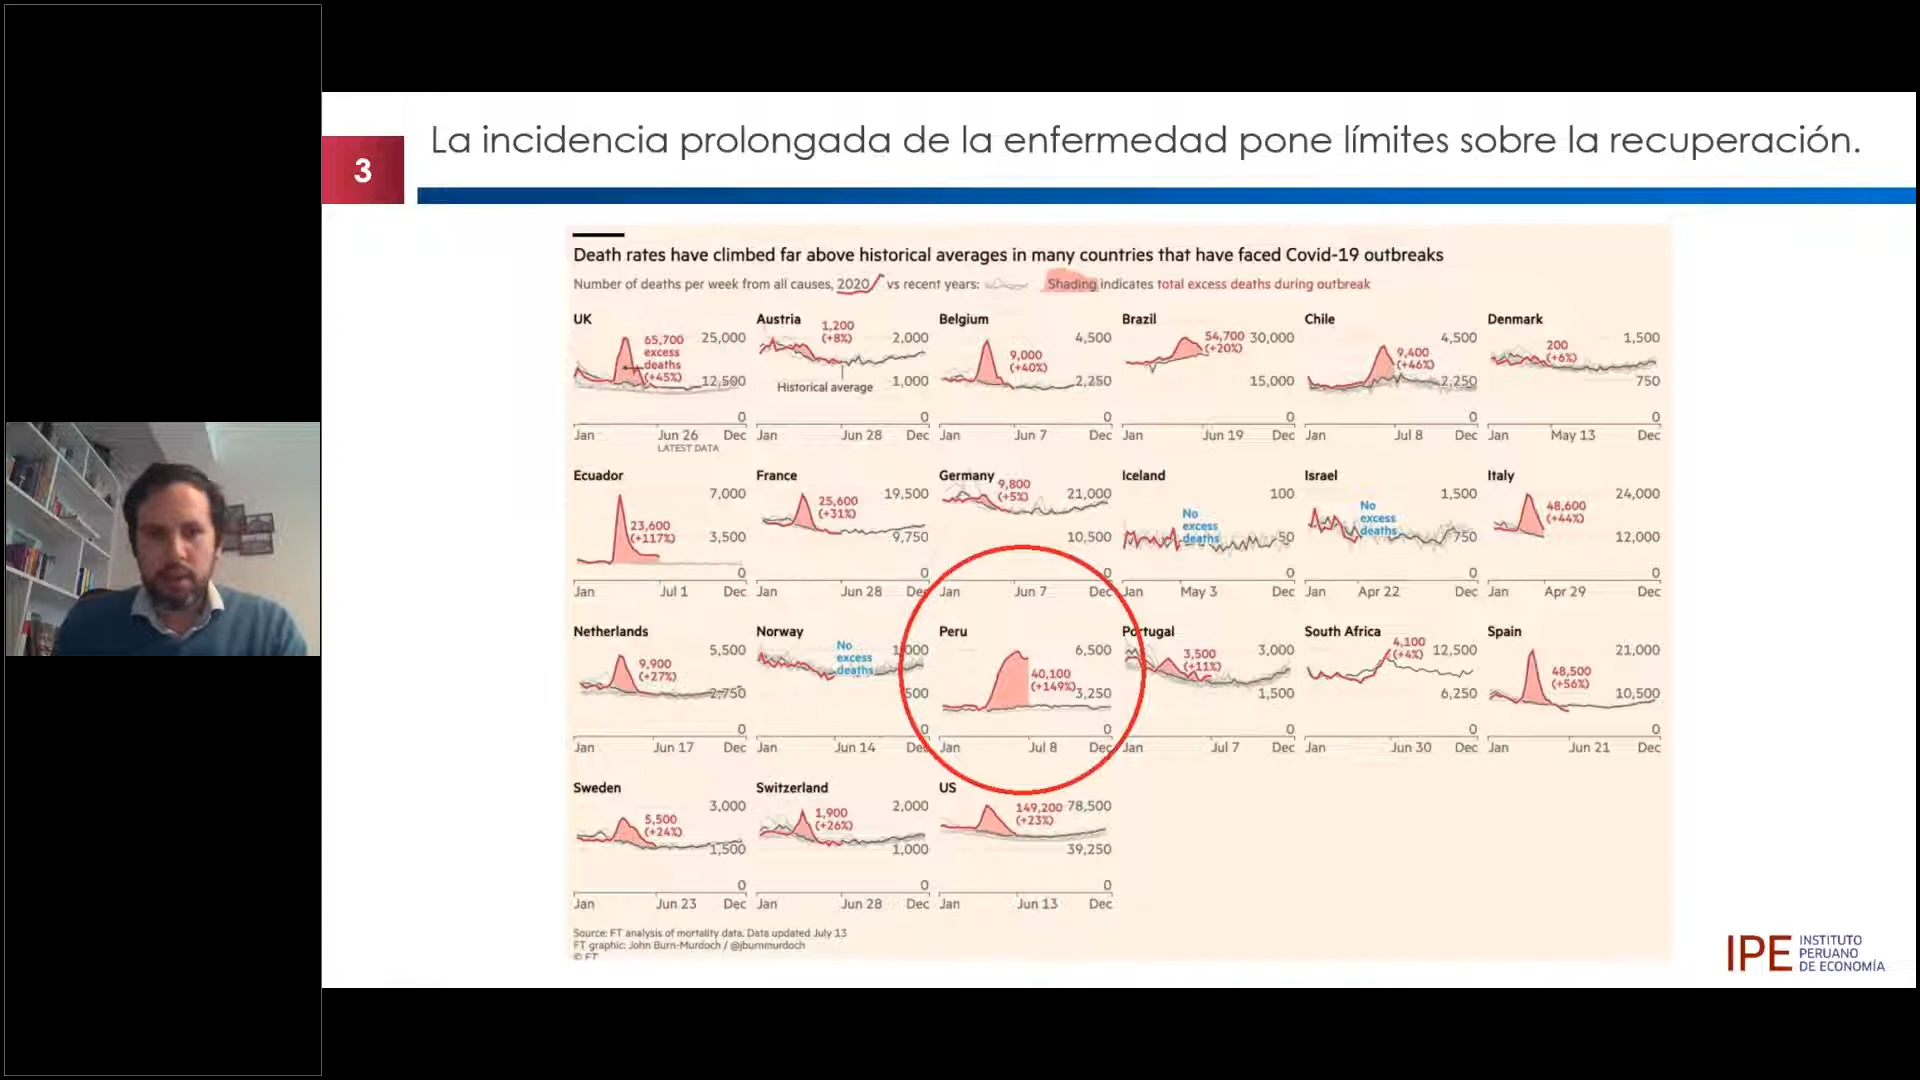 3
La incidencia prolongada de la enfermedad pone límites sobre la recuperación.
Death rates have climbed far above historical averages in many countries that have faced Covid-19 outbreaks
Number of deaths per week from all causes, 2020 vs recent years: Shading indicates total excess deaths during outbreak
UK
65,700
excess
deaths
(+45%)
25,000
12,500
0
Jan Jun 26 Dec
LATEST DATA
Austria
1,200
(+8%)
2,000
Historical average
1,000
0
Jan Jun 28 Dec
Belgium
9,000
(+40%)
4,500
2,250
0
Jan Jun 7 Dec
Brazil
54,700
(+20%)
30,000
15,000
0
Jan Jun 19 Dec
Chile
9,400
(+46%)
4,500
2,250
0
Jan Jul 8 Dec
Denmark
200
(+6%)
1,500
750
0
Jan May 13 Dec
Ecuador
23,600
(+117%)
7,000
3,500
0
Jan Jul 1 Dec
France
25,600
(+31%)
19,500
9,750
0
Jan Jun 28 Dec
Germany
9,800
(+5%)
21,000
10,500
0
Jan Jun 7 Dec
Iceland
No
excess
deaths
100
50
0
Jan May 3 Dec
Israel
No
excess
deaths
1,500
750
0
Jan Apr 22 Dec
Italy
48,600
(+44%)
24,000
12,000
0
Jan Apr 29 Dec
Netherlands
9,900
(+27%)
5,500
2,750
0
Jan Jun 17 Dec
Norway
No
excess
deaths
1,000
500
0
Jan Jun 14 Dec
Peru
40,100
(+149%)
6,500
3,250
0
Jan Jul 8 Dec
Portugal
3,500
(+11%)
3,000
1,500
0
Jan Jul 7 Dec
South Africa
4,100
(+4%)
12,500
6,250
0
Jan Jun 30 Dec
Spain
48,500
(+56%)
21,000
10,500
0
Jan Jun 21 Dec
Sweden
5,500
(+24%)
3,000
1,500
0
Jan Jun 23 Dec
Switzerland
1,900
(+26%)
2,000
1,000
0
Jan Jun 28 Dec
US
149,200
(+23%)
78,500
39,250
0
Jan Jun 13 Dec
Source: FT analysis of mortality data. Data updated July 13
FT graphic: John Burn-Murdoch / @jburnmurdoch
© FT
IPE INSTITUTO
PERUANO
DE ECONOMÍA